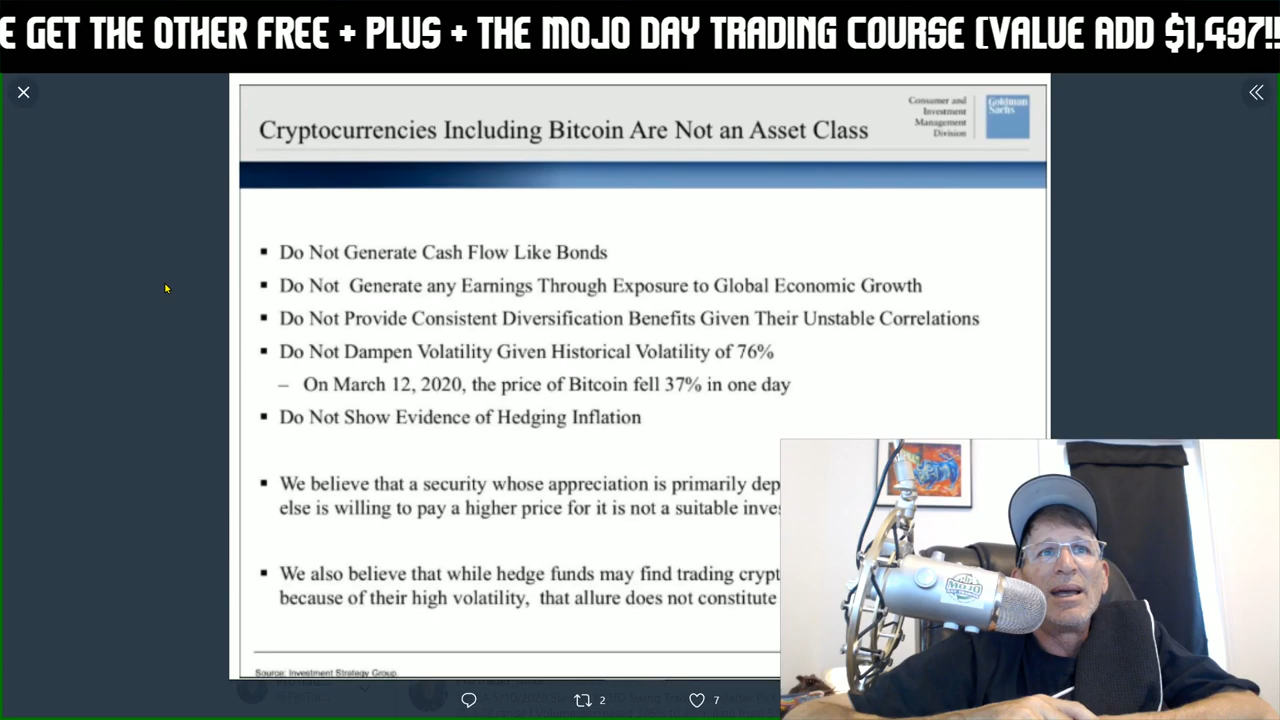 E GET THE OTHER FREE + PLUS + THE MOJO DAY TRADING COURSE (VALUE ADD $1,497!!
Consumer and
Investment
Management
Division
Goldman
Sachs
Cryptocurrencies Including Bitcoin Are Not an Asset Class
▪ Do Not Generate Cash Flow Like Bonds
▪ Do Not Generate any Earnings Through Exposure to Global Economic Growth
▪ Do Not Provide Consistent Diversification Benefits Given Their Unstable Correlations
▪ Do Not Dampen Volatility Given Historical Volatility of 76%
– On March 12, 2020, the price of Bitcoin fell 37% in one day
▪ Do Not Show Evidence of Hedging Inflation
▪ We believe that a security whose appreciation is primarily dep
else is willing to pay a higher price for it is not a suitable inves
▪ We also believe that while hedge funds may find trading crypt
because of their high volatility, that allure does not constitute
Source: Investment Strategy Group.
2
7
MOJO